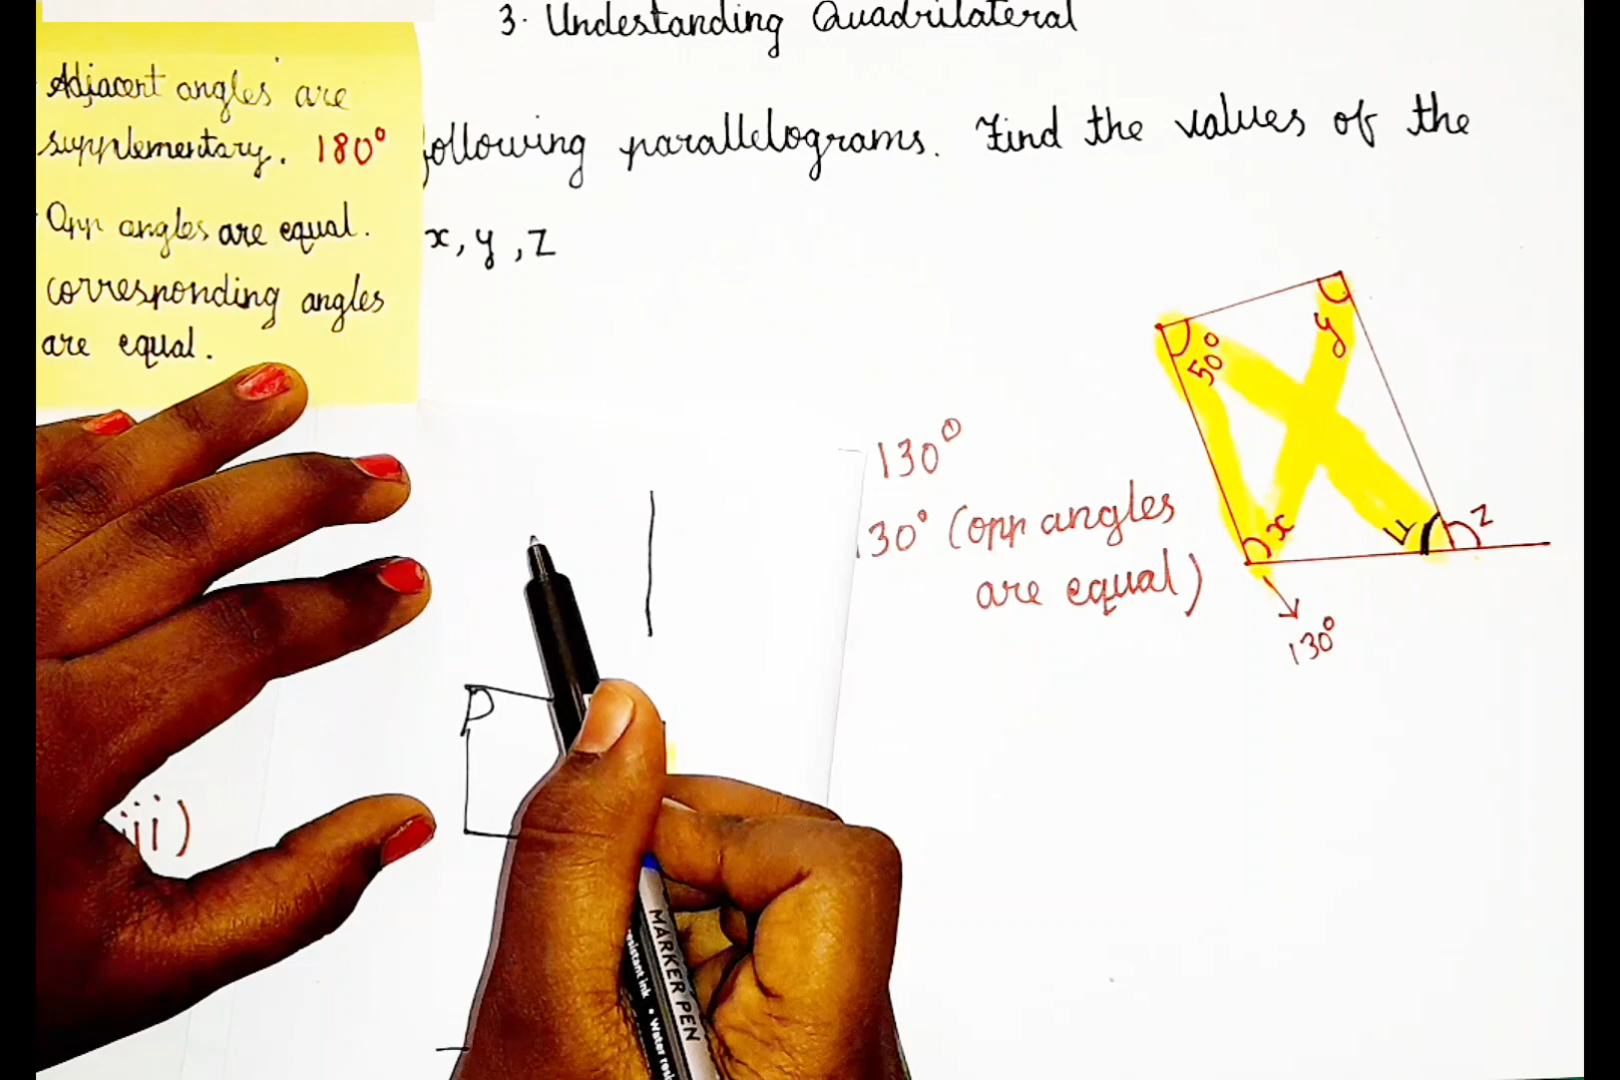 3. Undestanding Quadrilateral
Adjacent angles are
supplementary. 180°
Opp angles are equal.
corresponding angles
are equal.
following parallelograms. Find the values of the
x, y, z
50°
y
x
z
130°
130°
30° (opp angles
are equal)
P
ii)
MARKER PEN